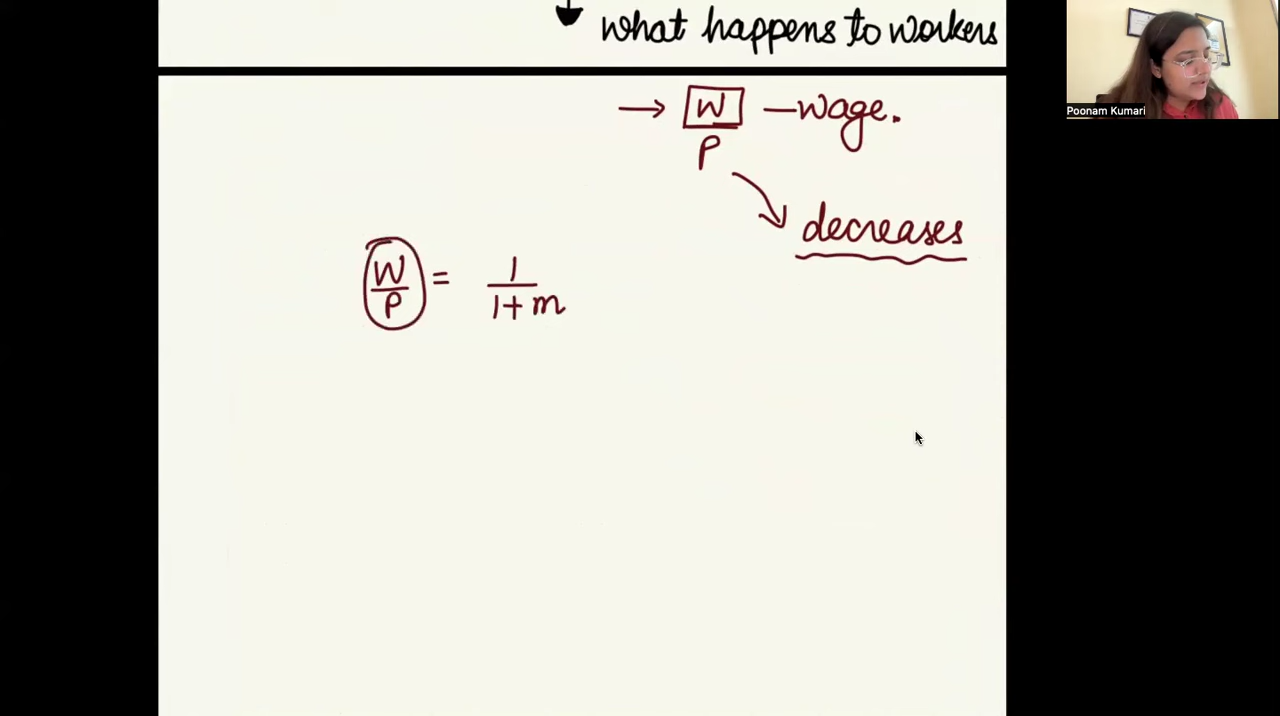 what happens to workers
Poonam Kumari
→ W — wage.
P
decreases
W/P = 1/1+m